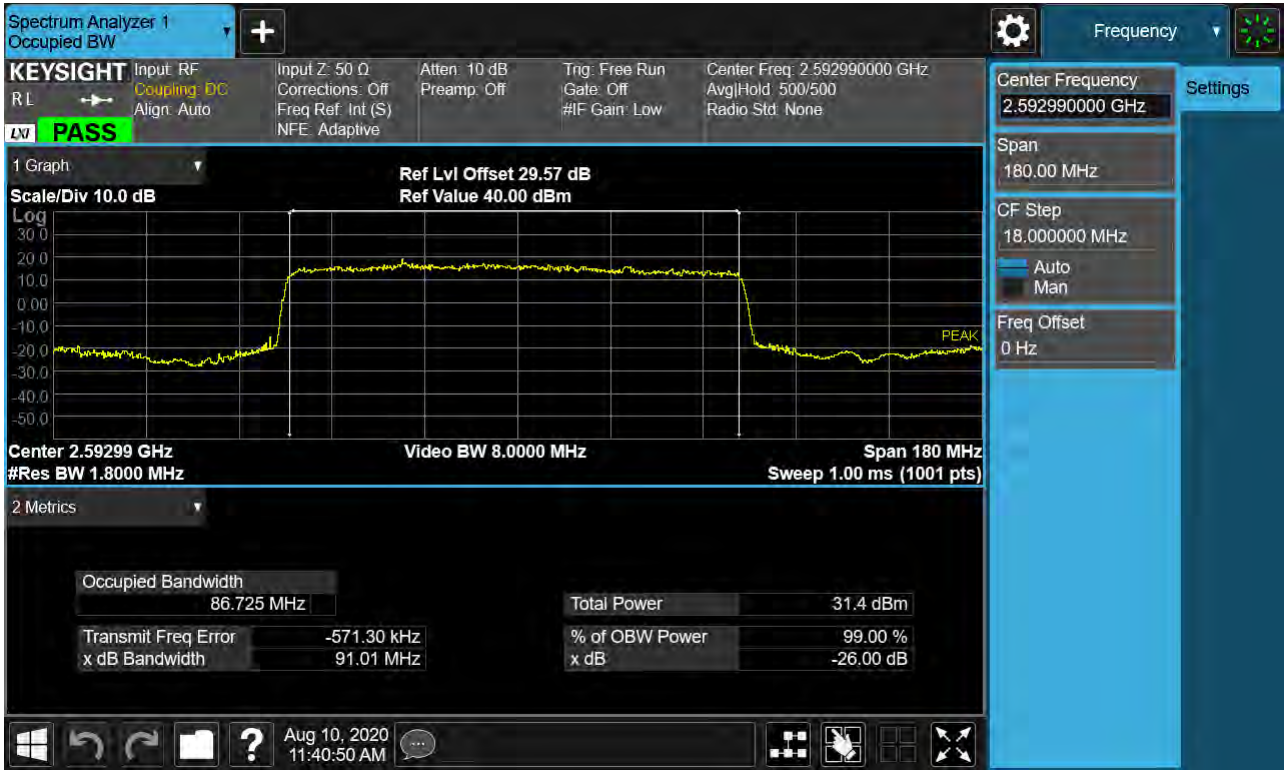 Spectrum Analyzer 1
Occupied BW
+
Frequency
KEYSIGHT
RL
LXI
PASS
Input: RF
Coupling: DC
Align: Auto
Input Z: 50 Ω
Corrections: Off
Freq Ref: Int (S)
NFE: Adaptive
Atten: 10 dB
Preamp: Off
Trig: Free Run
Gate: Off
#IF Gain: Low
Center Freq: 2.592990000 GHz
Avg|Hold: 500/500
Radio Std: None
Center Frequency
2.592990000 GHz
Settings
Span
180.00 MHz
CF Step
18.000000 MHz
Auto
Man
Freq Offset
0 Hz
1 Graph
Scale/Div 10.0 dB
Ref Lvl Offset 29.57 dB
Ref Value 40.00 dBm
Log
30.0
20.0
10.0
0.00
-10.0
-20.0
-30.0
-40.0
-50.0
PEAK
Center 2.59299 GHz
Video BW 8.0000 MHz
Span 180 MHz
#Res BW 1.8000 MHz
Sweep 1.00 ms (1001 pts)
2 Metrics
Occupied Bandwidth
86.725 MHz
Total Power 31.4 dBm
Transmit Freq Error -571.30 kHz
% of OBW Power 99.00 %
x dB Bandwidth 91.01 MHz
x dB -26.00 dB
?
Aug 10, 2020
11:40:50 AM